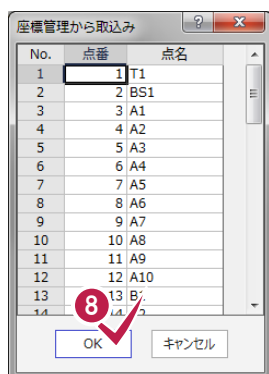 座標管理から取込み
No. 点番 点名
1 1 T1
2 2 BS1
3 3 A1
4 4 A2
5 5 A3
6 6 A4
7 7 A5
8 8 A6
9 9 A7
10 10 A8
11 11 A9
12 12 A10
13 13
8
OK キャンセル